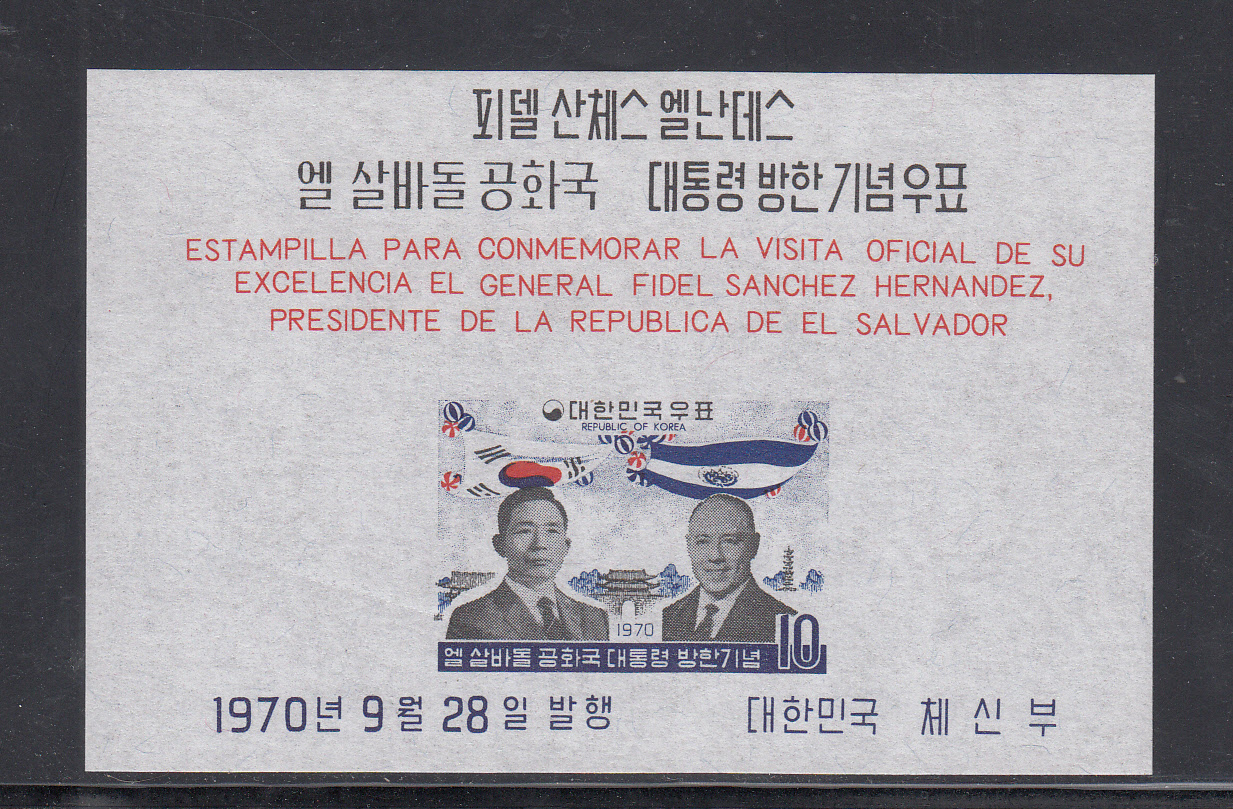 피델 산체스 엘난데스
엘 살바돌 공화국 대통령 방한기념우표
ESTAMPILLA PARA CONMEMORAR LA VISITA OFICIAL DE SU
EXCELENCIA EL GENERAL FIDEL SANCHEZ HERNANDEZ,
PRESIDENTE DE LA REPUBLICA DE EL SALVADOR
대한민국우표
REPUBLIC OF KOREA
1970
10
엘 살바돌 공화국 대통령 방한기념
1970년 9월 28일 발행 대한민국 체신부